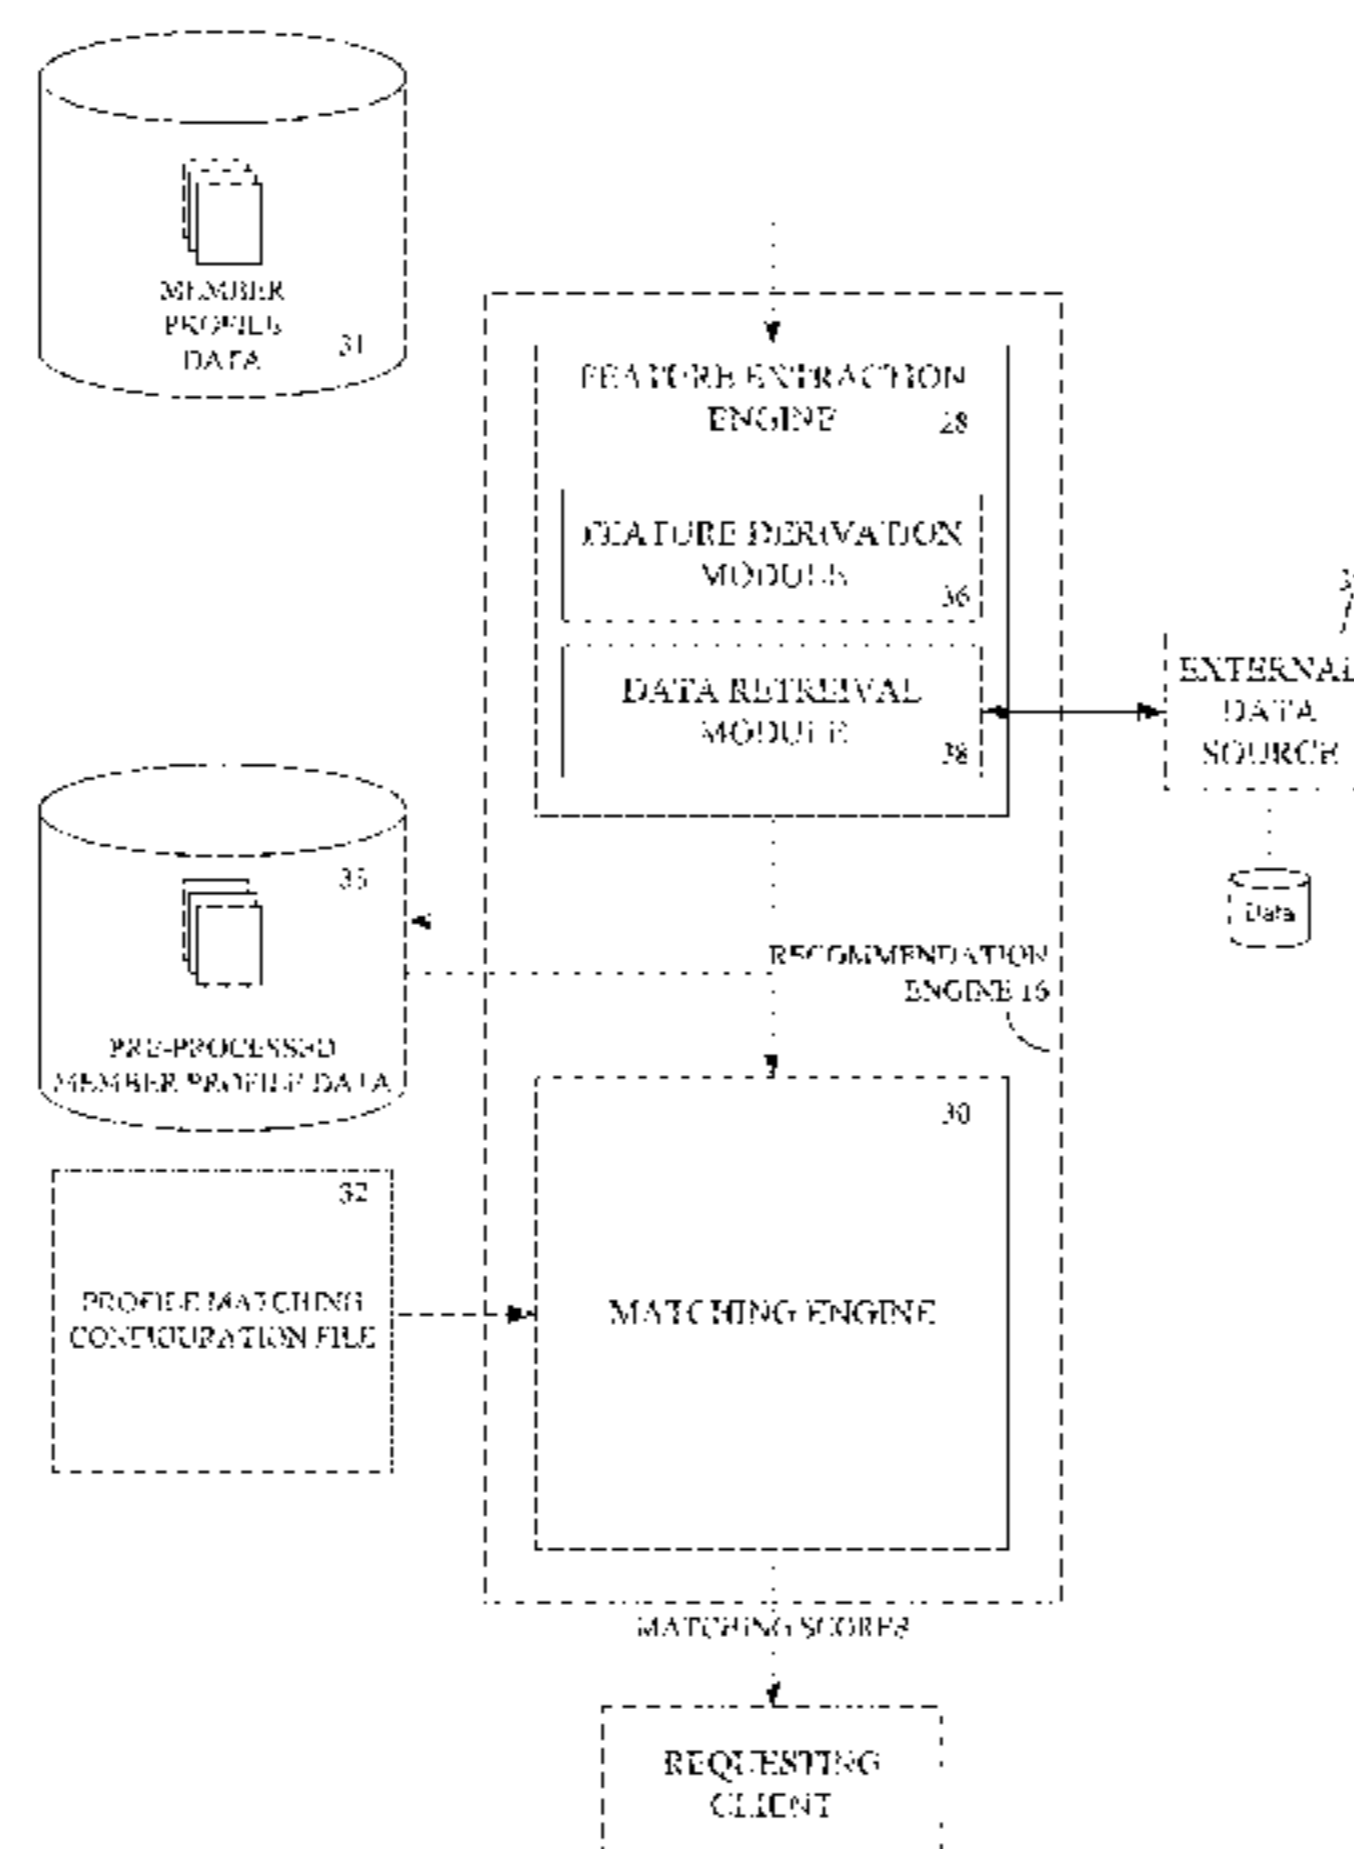 MEMBER
PROFILE
DATA
31
FEATURE EXTRACTION
ENGINE
28
FEATURE DERIVATION
MODULE
36
DATA RETREIVAL
MODULE
38
EXTERNAL
DATA
SOURCE
Data
35
PRE-PROCESSED
MEMBER PROFILE DATA
RECOMMENDATION
ENGINE 16
30
MATCHING ENGINE
32
PROFILE MATCHING
CONFIGURATION FILE
MATCHING SCORES
REQUESTING
CLIENT